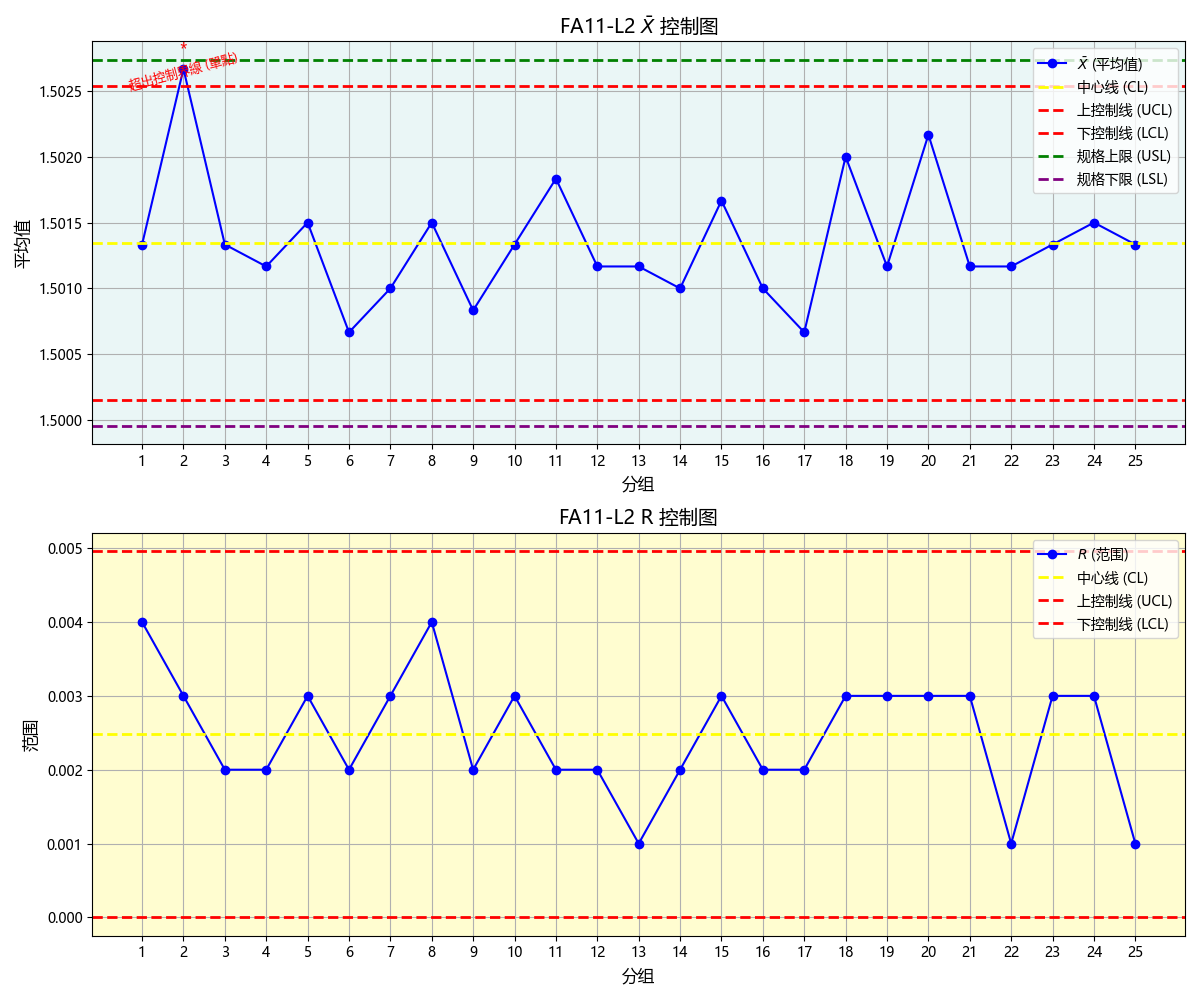 FA11-L2 X̄ 控制图
*
超出控制界線 (單點)
X̄ (平均值)
中心线 (CL)
上控制线 (UCL)
下控制线 (LCL)
规格上限 (USL)
规格下限 (LSL)
平均值
1.5025
1.5020
1.5015
1.5010
1.5005
1.5000
1 2 3 4 5 6 7 8 9 10 11 12 13 14 15 16 17 18 19 20 21 22 23 24 25
分组
FA11-L2 R 控制图
R (范围)
中心线 (CL)
上控制线 (UCL)
下控制线 (LCL)
范围
0.005
0.004
0.003
0.002
0.001
0.000
1 2 3 4 5 6 7 8 9 10 11 12 13 14 15 16 17 18 19 20 21 22 23 24 25
分组